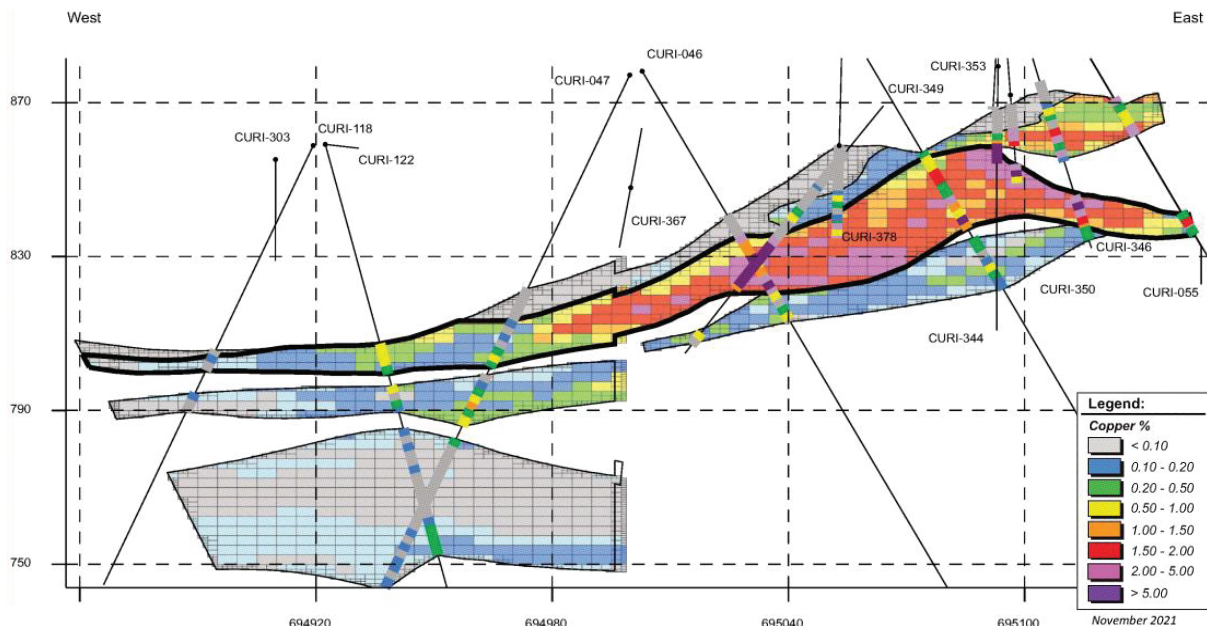 West
East
CURI-046
CURI-353
CURI-047
CURI-349
870
CURI-118
CURI-303
CURI-122
CURI-367
CURI-378
CURI-346
830
CURI-350
CURI-055
CURI-344
790
Legend:
Copper %
< 0.10
0.10 - 0.20
0.20 - 0.50
0.50 - 1.00
1.00 - 1.50
1.50 - 2.00
2.00 - 5.00
> 5.00
750
694920
694980
695040
695100
November 2021